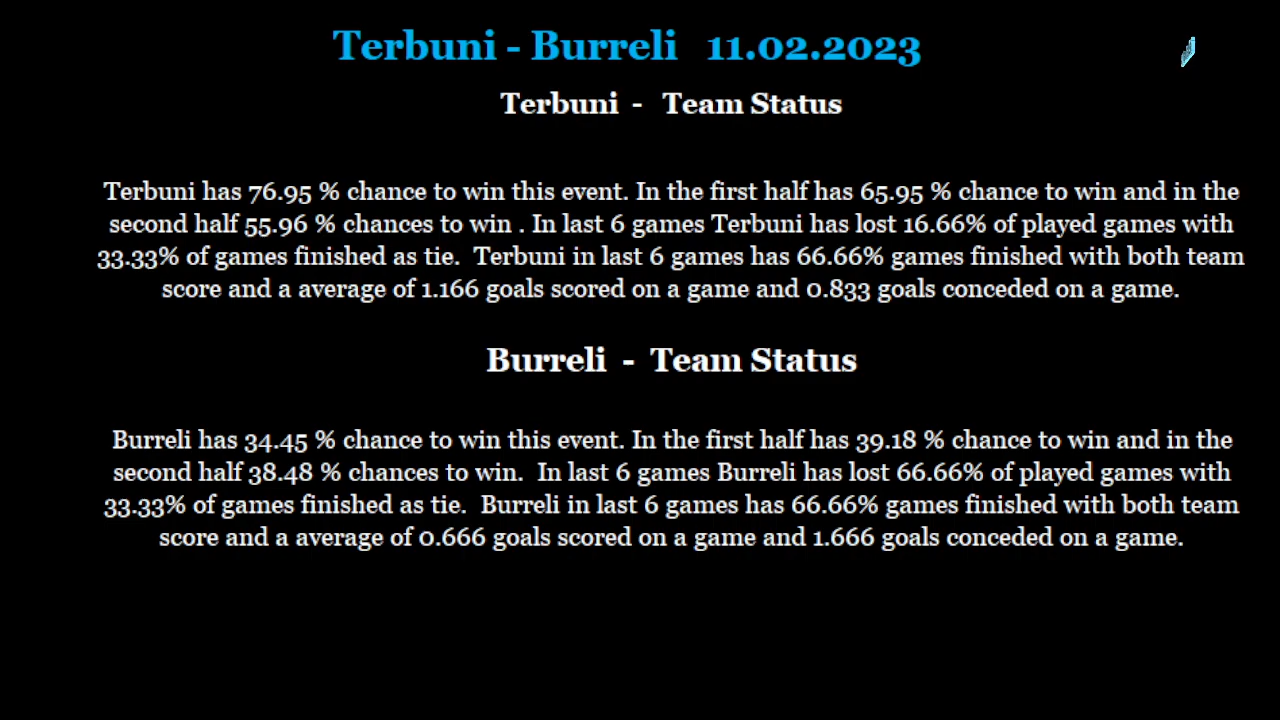 Terbuni - Burreli 11.02.2023
Terbuni - Team Status
Terbuni has 76.95 % chance to win this event. In the first half has 65.95 % chance to win and in the
second half 55.96 % chances to win . In last 6 games Terbuni has lost 16.66% of played games with
33.33% of games finished as tie. Terbuni in last 6 games has 66.66% games finished with both team
score and a average of 1.166 goals scored on a game and 0.833 goals conceded on a game.
Burreli - Team Status
Burreli has 34.45 % chance to win this event. In the first half has 39.18 % chance to win and in the
second half 38.48 % chances to win. In last 6 games Burreli has lost 66.66% of played games with
33.33% of games finished as tie. Burreli in last 6 games has 66.66% games finished with both team
score and a average of 0.666 goals scored on a game and 1.666 goals conceded on a game.